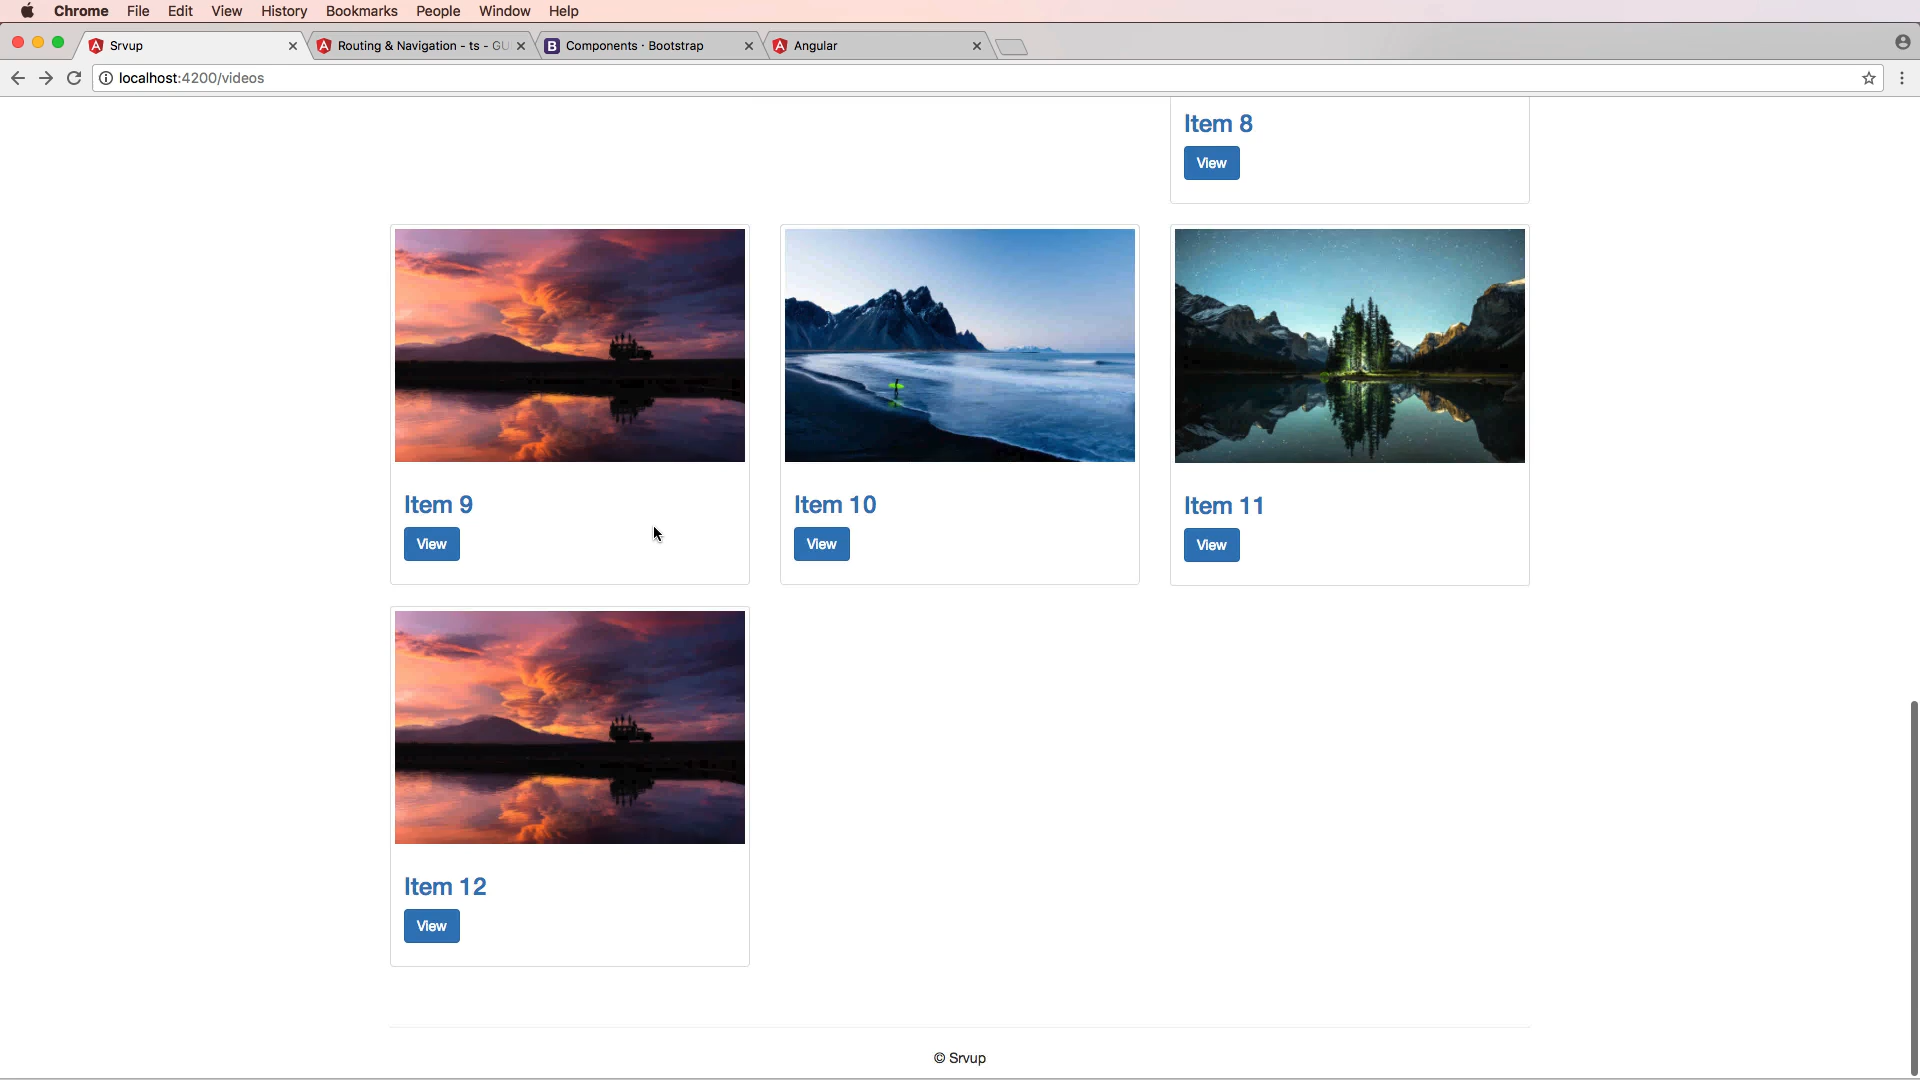 Chrome File Edit View History Bookmarks People Window Help
Srvup
Routing & Navigation - ts - GUI
Components · Bootstrap
Angular
localhost:4200/videos
Item 8
View
Item 9
View
Item 10
View
Item 11
View
Item 12
View
© Srvup